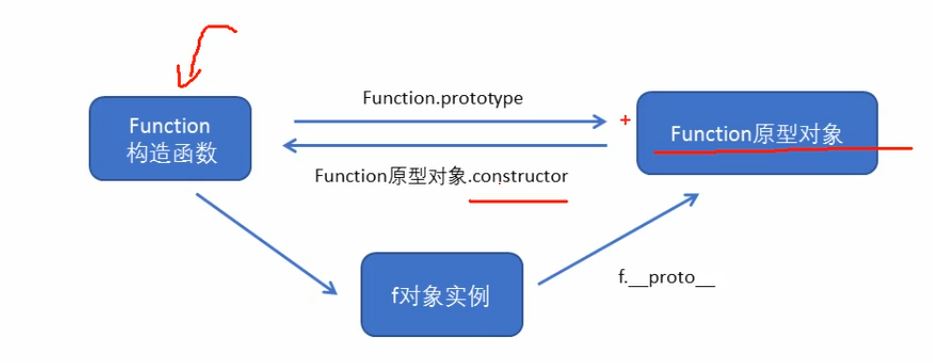 Function.prototype
Function
构造函数
Function原型对象
Function原型对象.constructor
f.__proto__
f对象实例